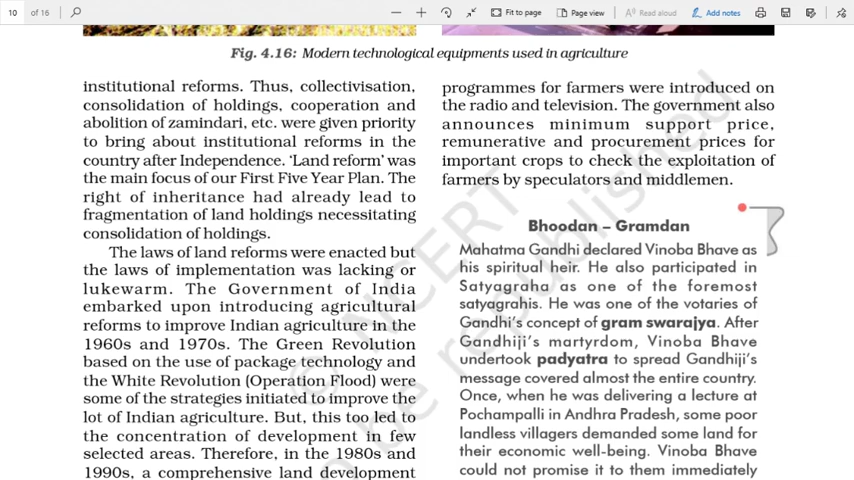 10 of 16
Fit to page
Page view
Read aloud
Add notes
Fig. 4.16: Modern technological equipments used in agriculture
institutional reforms. Thus, collectivisation,
consolidation of holdings, cooperation and
abolition of zamindari, etc. were given priority
to bring about institutional reforms in the
country after Independence. ‘Land reform’ was
the main focus of our First Five Year Plan. The
right of inheritance had already lead to
fragmentation of land holdings necessitating
consolidation of holdings.
The laws of land reforms were enacted but
the laws of implementation was lacking or
lukewarm. The Government of India
embarked upon introducing agricultural
reforms to improve Indian agriculture in the
1960s and 1970s. The Green Revolution
based on the use of package technology and
the White Revolution (Operation Flood) were
some of the strategies initiated to improve the
lot of Indian agriculture. But, this too led to
the concentration of development in few
selected areas. Therefore, in the 1980s and
1990s, a comprehensive land development
programmes for farmers were introduced on
the radio and television. The government also
announces minimum support price,
remunerative and procurement prices for
important crops to check the exploitation of
farmers by speculators and middlemen.
Bhoodan – Gramdan
Mahatma Gandhi declared Vinoba Bhave as
his spiritual heir. He also participated in
Satyagraha as one of the foremost
satyagrahis. He was one of the votaries of
Gandhi’s concept of gram swarajya. After
Gandhiji’s martyrdom, Vinoba Bhave
undertook padyatra to spread Gandhiji’s
message covered almost the entire country.
Once, when he was delivering a lecture at
Pochampalli in Andhra Pradesh, some poor
landless villagers demanded some land for
their economic well-being. Vinoba Bhave
could not promise it to them immediately
© NCERT
be republished